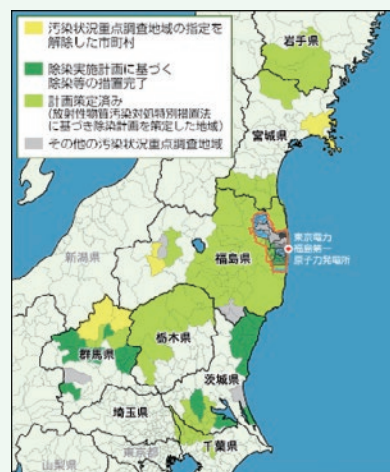 汚染状況重点調査地域の指定を
解除した市町村
除染実施計画に基づく
除染等の措置完了
計画策定済み
(放射性物質汚染対処特別措置法
に基づき除染計画を策定した地域)
その他の汚染状況重点調査地域
岩手県
宮城県
新潟県
福島県
東京電力
福島第一
原子力発電所
栃木県
群馬県
茨城県
埼玉県
東京都
千葉県
山梨県